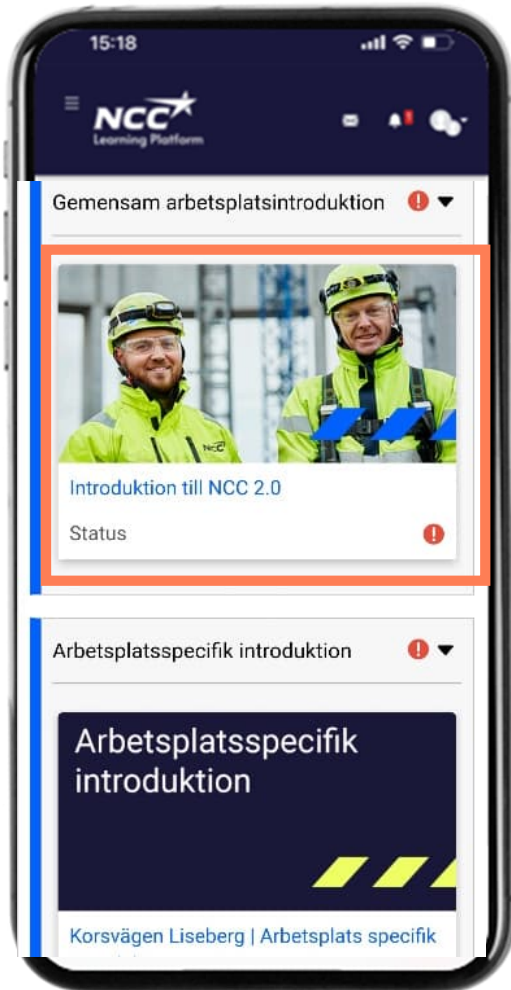 15:18
NCC
Learning Platform
1
Gemensam arbetsplatsintroduktion
NCC
Introduktion till NCC 2.0
Status
Arbetsplatsspecifik introduktion
Arbetsplatsspecifik
introduktion
Korsvägen Liseberg | Arbetsplats specifik